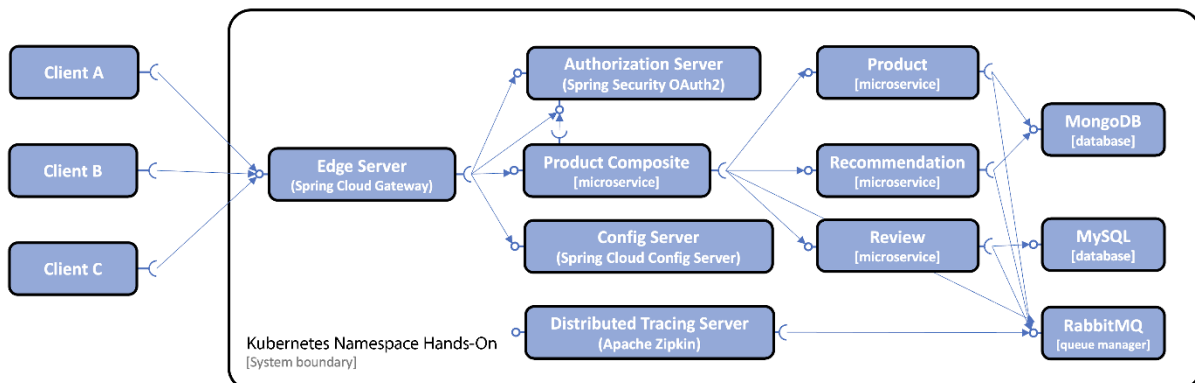 Client A
Client B
Client C
Edge Server
(Spring Cloud Gateway)
Authorization Server
(Spring Security OAuth2)
Product Composite
[microservice]
Config Server
(Spring Cloud Config Server)
Distributed Tracing Server
(Apache Zipkin)
Product
[microservice]
Recommendation
[microservice]
Review
[microservice]
MongoDB
[database]
MySQL
[database]
RabbitMQ
[queue manager]
Kubernetes Namespace Hands-On
[System boundary]